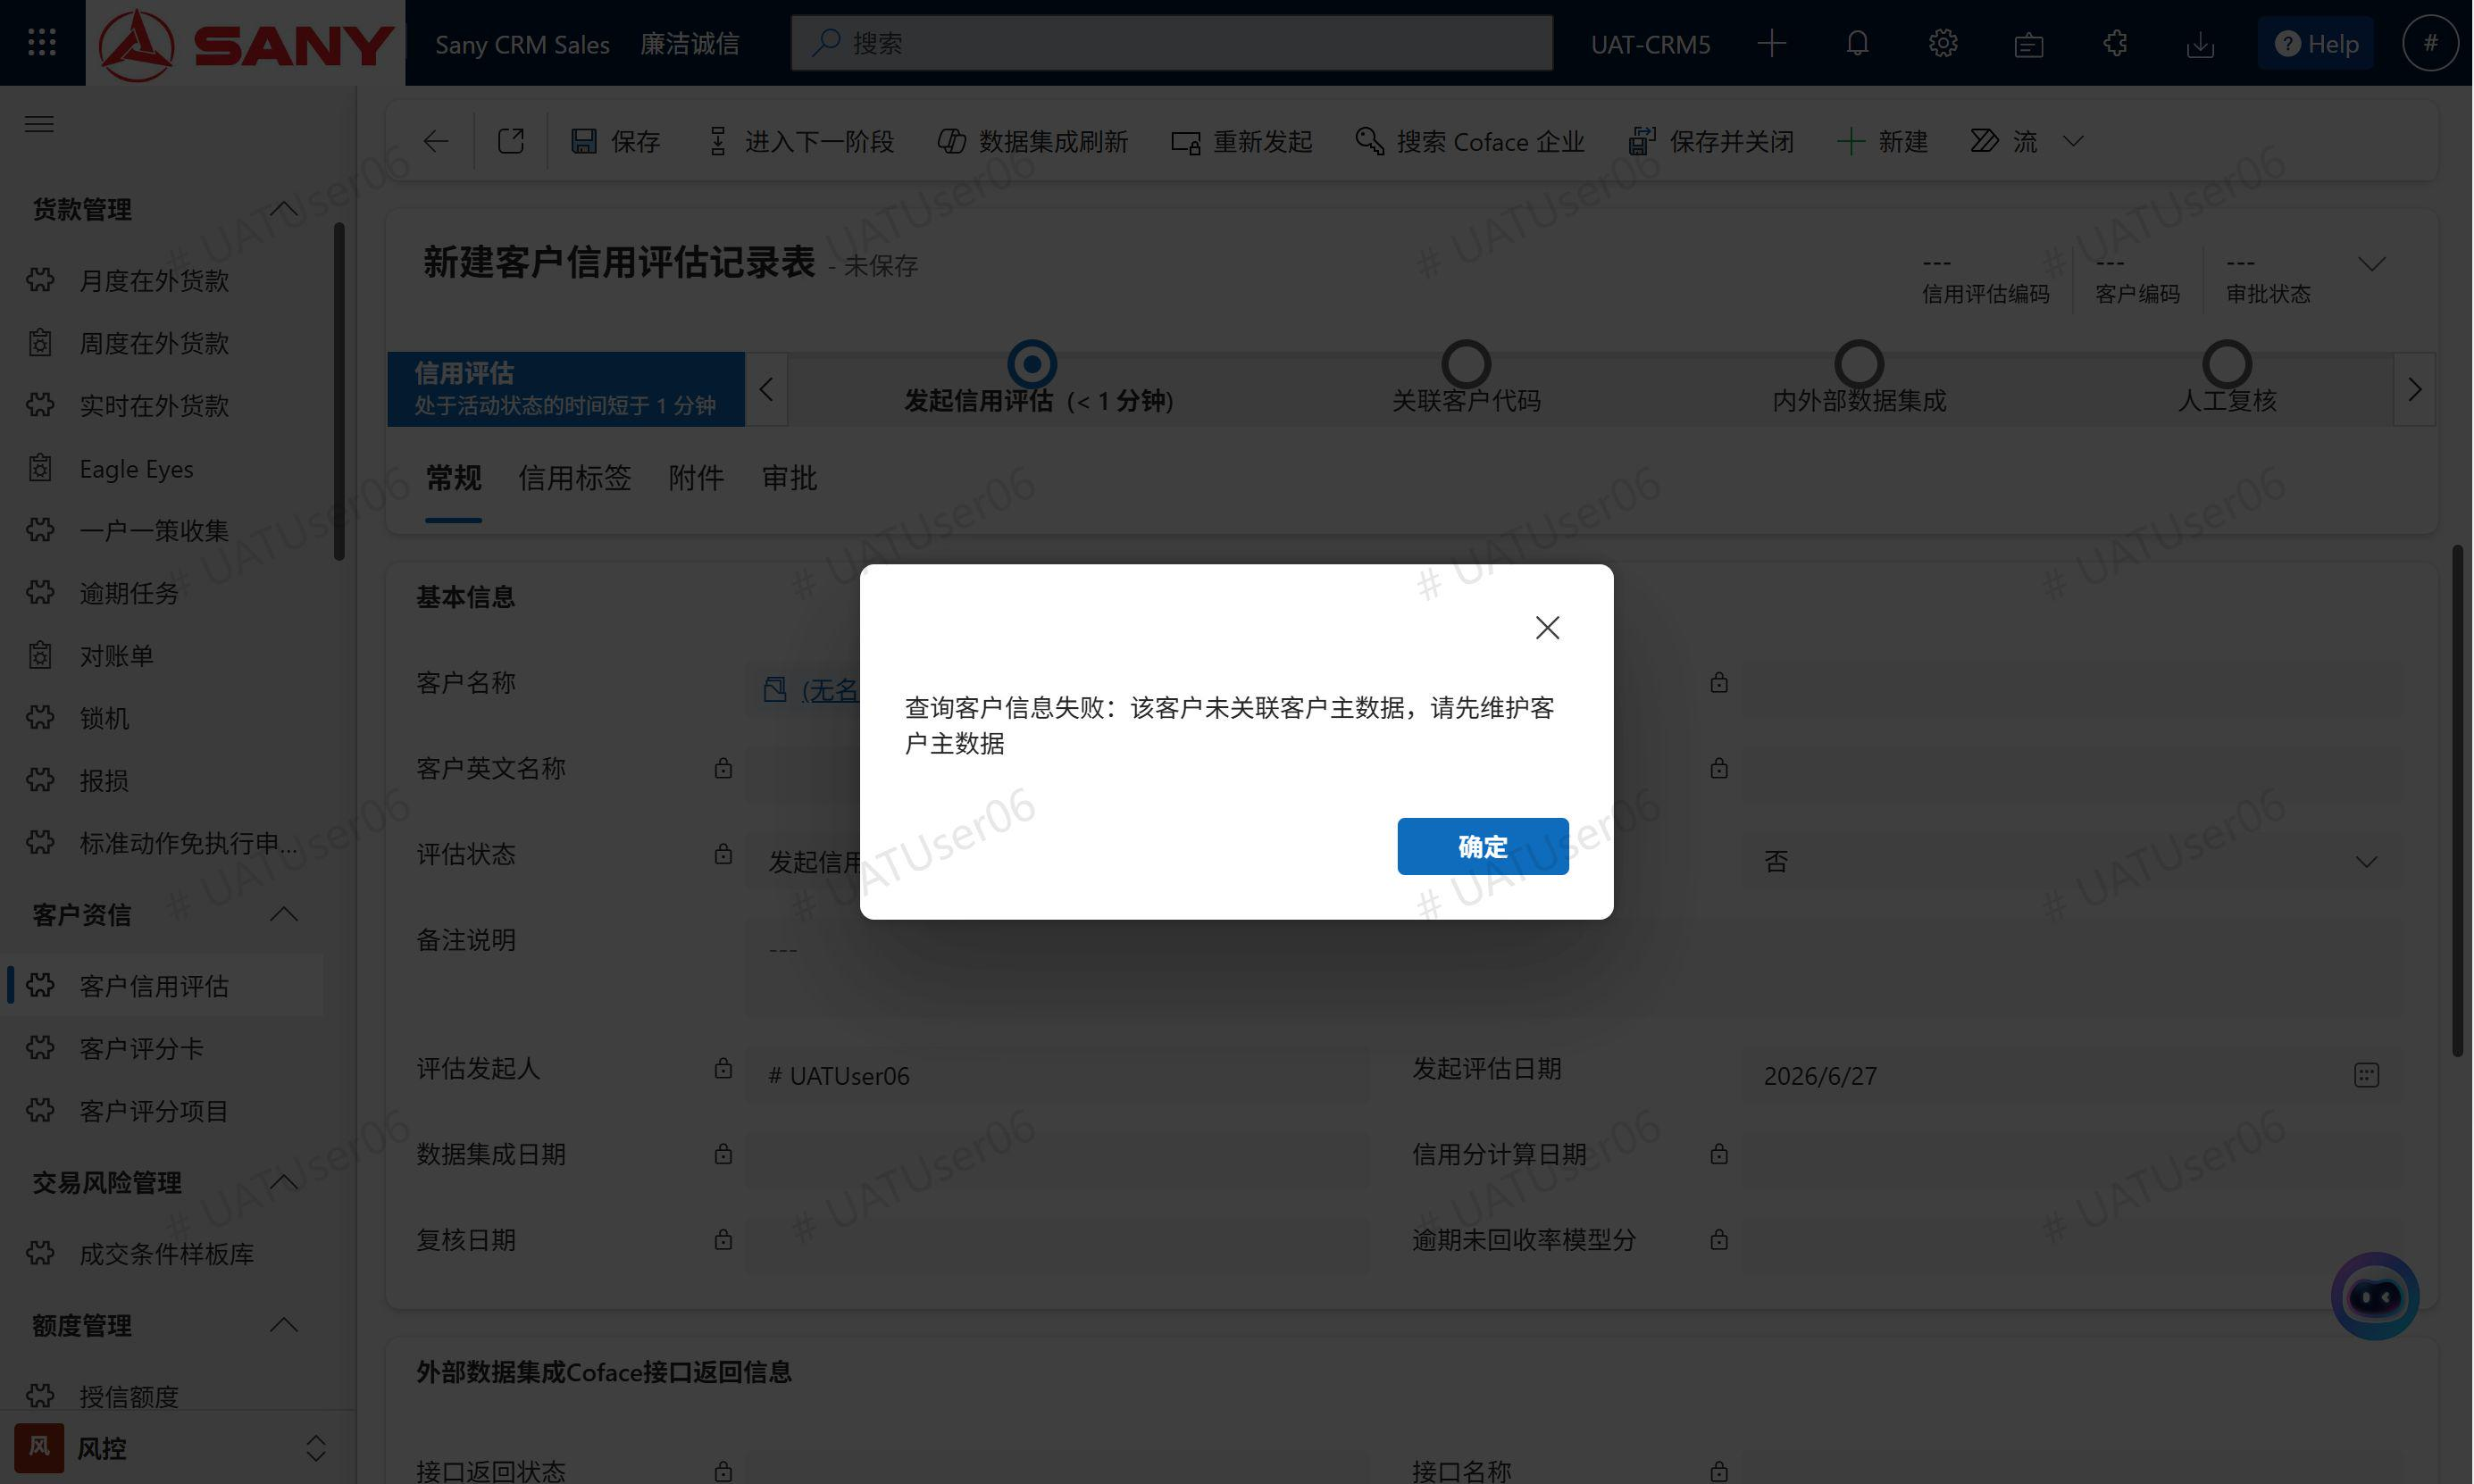 SANY
Sany CRM Sales
廉洁诚信
搜索
UAT-CRM5
Help
#
保存
进入下一阶段
数据集成刷新
重新发起
搜索 Coface 企业
保存并关闭
新建
流
货款管理
月度在外货款
周度在外货款
实时在外货款
Eagle Eyes
一户一策收集
逾期任务
对账单
锁机
报损
标准动作免执行申...
客户资信
客户信用评估
客户评分卡
客户评分项目
交易风险管理
成交条件样板库
额度管理
授信额度
风 风控
新建客户信用评估记录表 - 未保存
---
信用评估编码
---
客户编码
---
审批状态
信用评估
处于活动状态的时间短于 1 分钟
发起信用评估 (< 1 分钟)
关联客户代码
内外部数据集成
人工复核
常规
信用标签
附件
审批
基本信息
客户名称
(无名
客户英文名称
评估状态
发起信用
否
备注说明
---
查询客户信息失败：该客户未关联客户主数据，请先维护客
户主数据
确定
评估发起人
# UATUser06
发起评估日期
2026/6/27
数据集成日期
信用分计算日期
复核日期
逾期未回收率模型分
外部数据集成Coface接口返回信息
接口返回状态
接口名称
# UATUser06